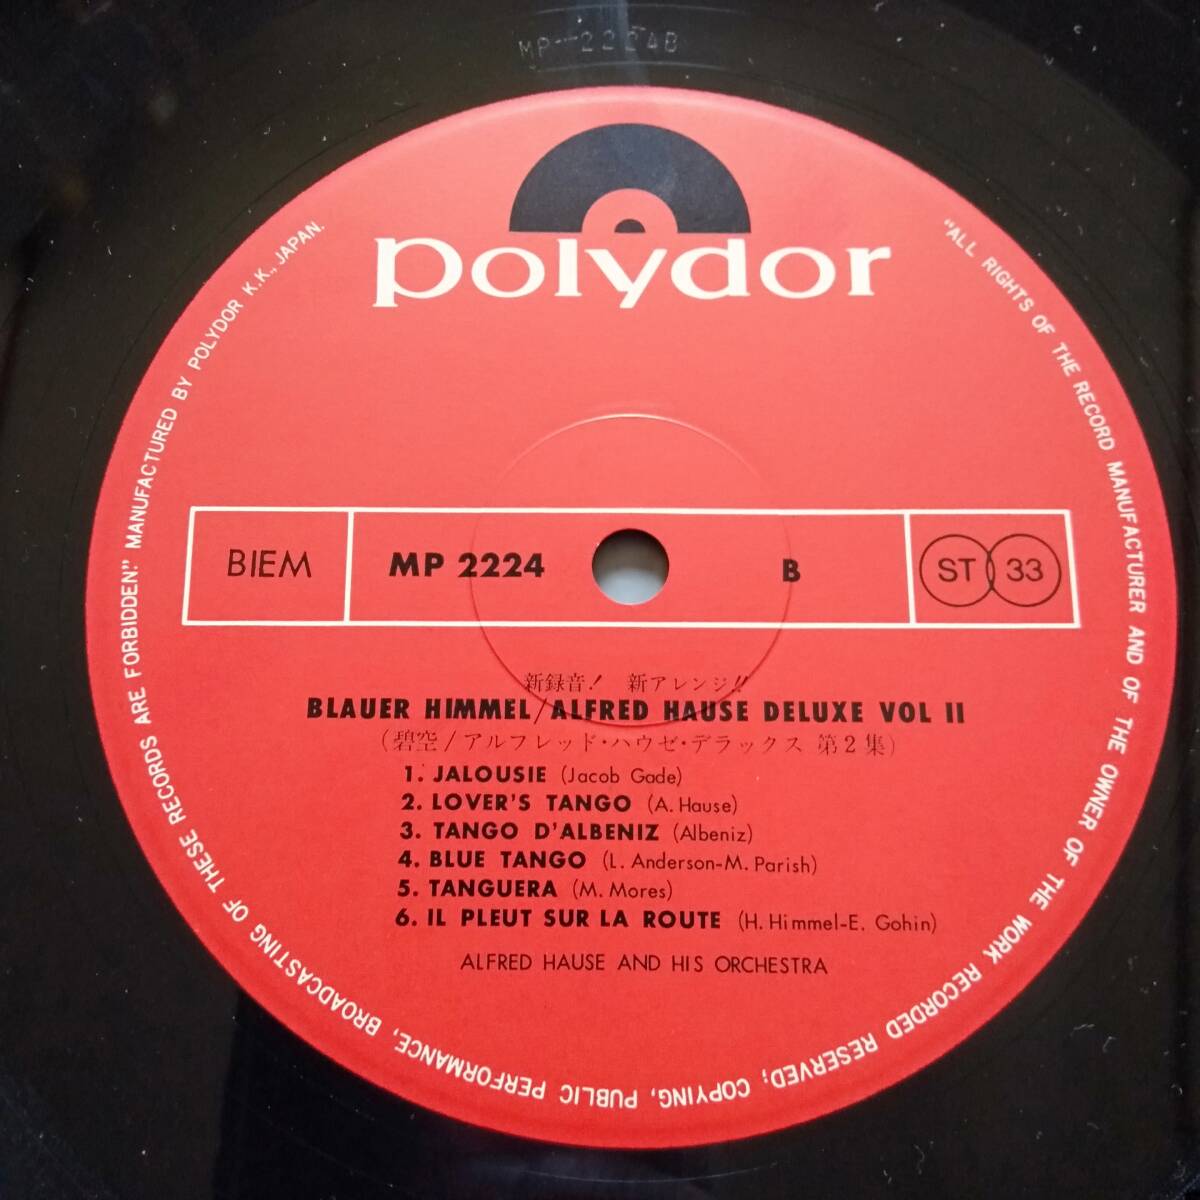 MP-2224B
polydor
"ALL RIGHTS OF THE RECORD MANUFACTURER AND OF THE OWNER OF THE WORK RECORDED RESERVED; COPYING, PUBLIC PERFORMANCE, BROADCASTING OF THESE RECORDS ARE FORBIDDEN." MANUFACTURED BY POLYDOR K.K., JAPAN.
BIEM MP 2224 B ST 33
新録音! 新アレンジ!!
BLAUER HIMMEL/ALFRED HAUSE DELUXE VOL II
(碧空/アルフレッド・ハウゼ・デラックス 第2集)
1. JALOUSIE (Jacob Gade)
2. LOVER'S TANGO (A. Hause)
3. TANGO D'ALBENIZ (Albeniz)
4. BLUE TANGO (L. Anderson-M. Parish)
5. TANGUERA (M. Mores)
6. IL PLEUT SUR LA ROUTE (H. Himmel-E. Gohin)
ALFRED HAUSE AND HIS ORCHESTRA